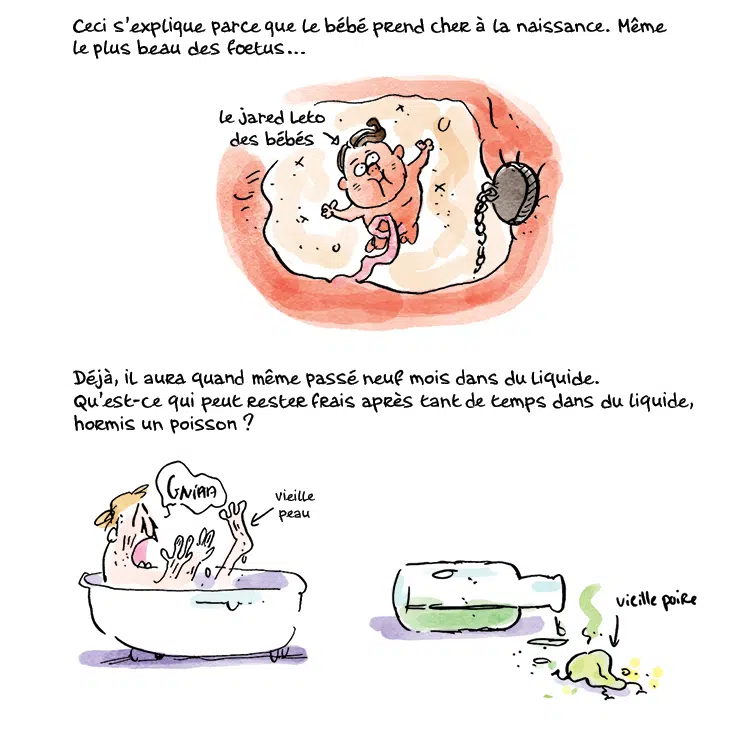 Ceci s'explique parce que le bébé prend cher à la naissance. Même
le plus beau des foetus...
le jared Leto
des bébés
Déjà, il aura quand même passé neuf mois dans du liquide.
Qu'est-ce qui peut rester frais après tant de temps dans du liquide,
hormis un poisson ?
GNIAA
vieille
peau
vieille poire